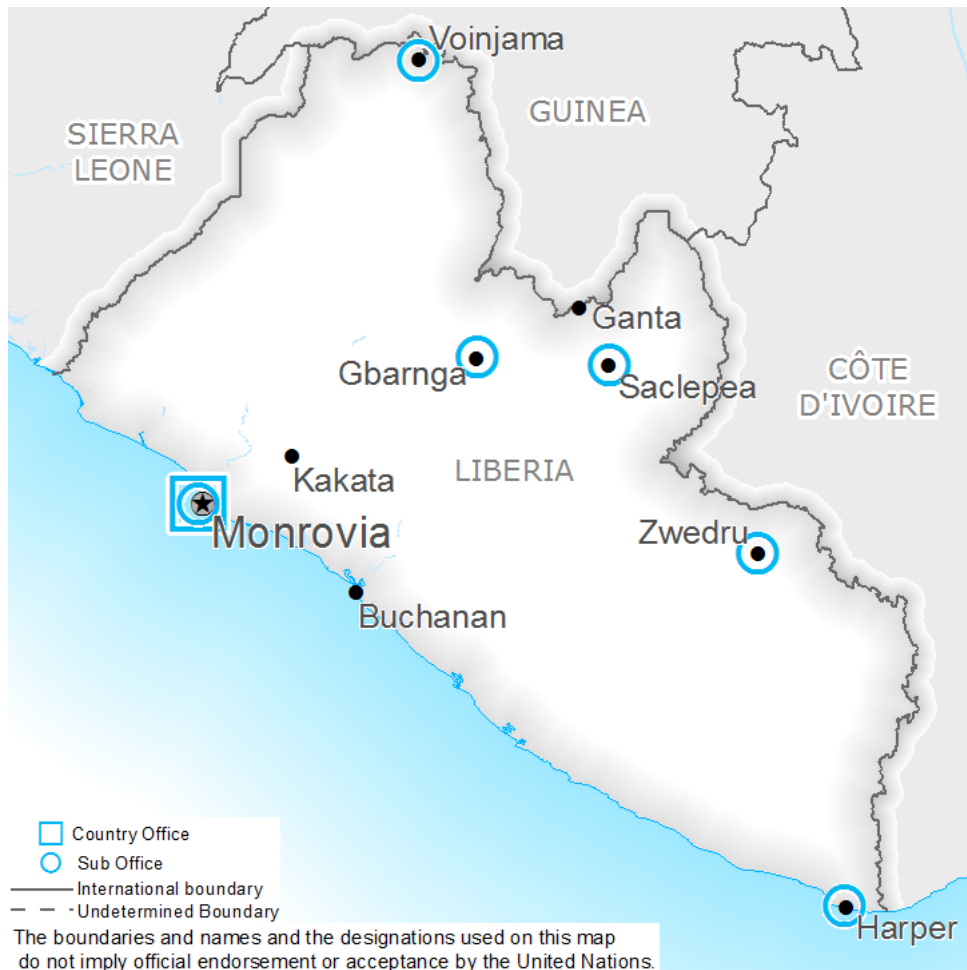 Voinjama
GUINEA
SIERRA
LEONE
Ganta
Gbarnga
Saclepea
CÔTE
D'IVOIRE
Kakata
LIBERIA
Monrovia
Zwedru
Buchanan
Country Office
Sub Office
International boundary
Undetermined Boundary
Harper
The boundaries and names and the designations used on this map
do not imply official endorsement or acceptance by the United Nations.